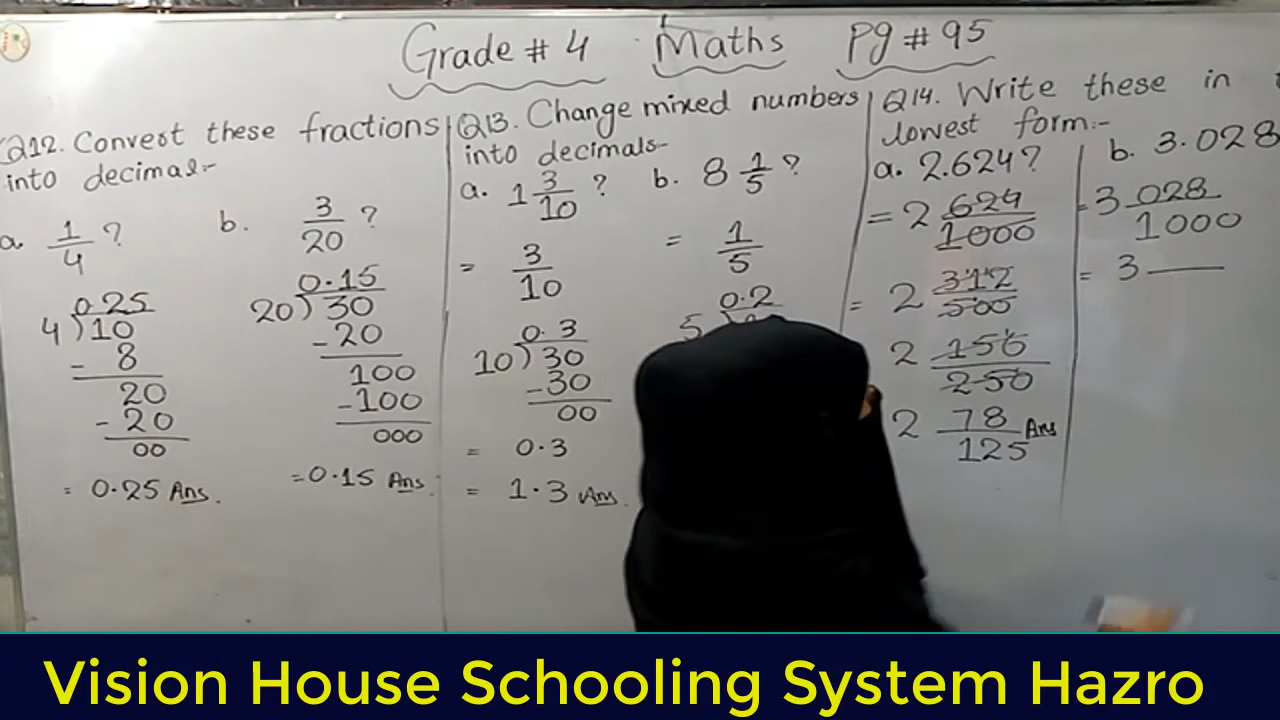 Grade # 4 Maths Pg # 95
Q12. Convert these fractions
into decimal:-
a. 1/4 ?
0.25
4)10
- 8
20
- 20
00
= 0.25 Ans.
b. 3/20 ?
0.15
20)30
- 20
100
- 100
000
= 0.15 Ans.
Q13. Change mixed numbers
into decimals-
a. 1 3/10 ?
= 3/10
0.3
10)30
- 30
00
= 0.3
= 1.3 Ans.
b. 8 1/5 ?
= 1/5
0.2
5
Q14. Write these in
lowest form:-
a. 2.624?
= 2 624/1000
= 2 312/500
2 156/250
2 78/125 Ans
b. 3.028
= 3 028/1000
= 3
Vision House Schooling System Hazro